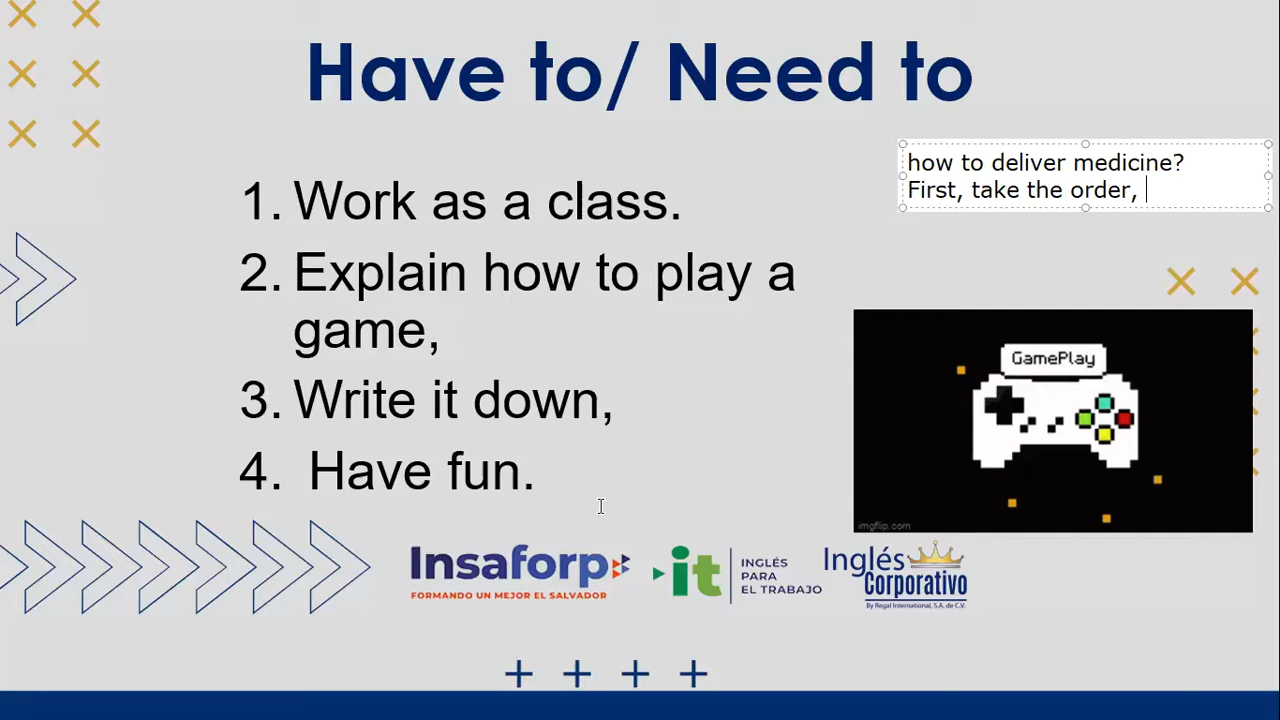 Have to/ Need to
how to deliver medicine?
First, take the order,
1. Work as a class.
2. Explain how to play a
game,
3. Write it down,
4. Have fun.
GamePlay
imgflip.com
Insaforp
FORMANDO UN MEJOR EL SALVADOR
it
INGLÉS
PARA
EL TRABAJO
Inglés
Corporativo
By Regal International, S.A. de C.V.